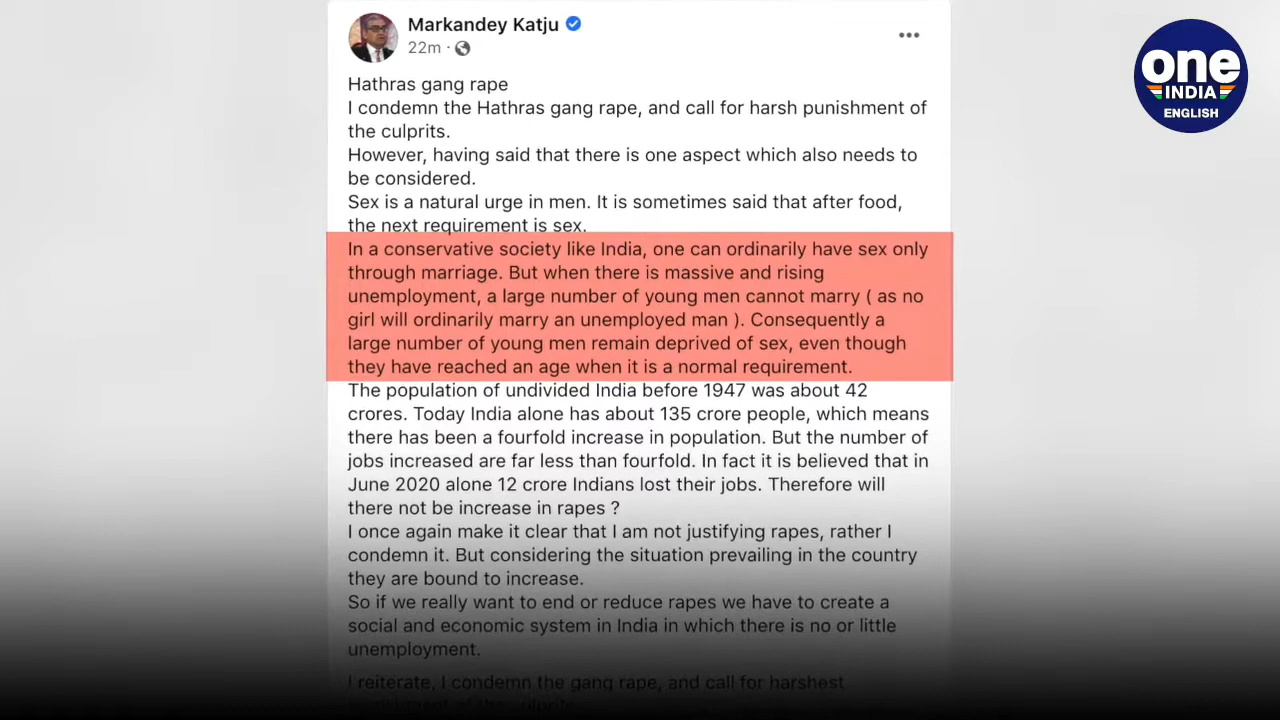 Markandey Katju
22m ·
one
INDIA
ENGLISH
Hathras gang rape
I condemn the Hathras gang rape, and call for harsh punishment of
the culprits.
However, having said that there is one aspect which also needs to
be considered.
Sex is a natural urge in men. It is sometimes said that after food,
the next requirement is sex.
In a conservative society like India, one can ordinarily have sex only
through marriage. But when there is massive and rising
unemployment, a large number of young men cannot marry ( as no
girl will ordinarily marry an unemployed man ). Consequently a
large number of young men remain deprived of sex, even though
they have reached an age when it is a normal requirement.
The population of undivided India before 1947 was about 42
crores. Today India alone has about 135 crore people, which means
there has been a fourfold increase in population. But the number of
jobs increased are far less than fourfold. In fact it is believed that in
June 2020 alone 12 crore Indians lost their jobs. Therefore will
there not be increase in rapes ?
I once again make it clear that I am not justifying rapes, rather I
condemn it. But considering the situation prevailing in the country
they are bound to increase.
So if we really want to end or reduce rapes we have to create a
social and economic system in India in which there is no or little
unemployment.
I reiterate, I condemn the gang rape, and call for harshest
punishment of the culprits